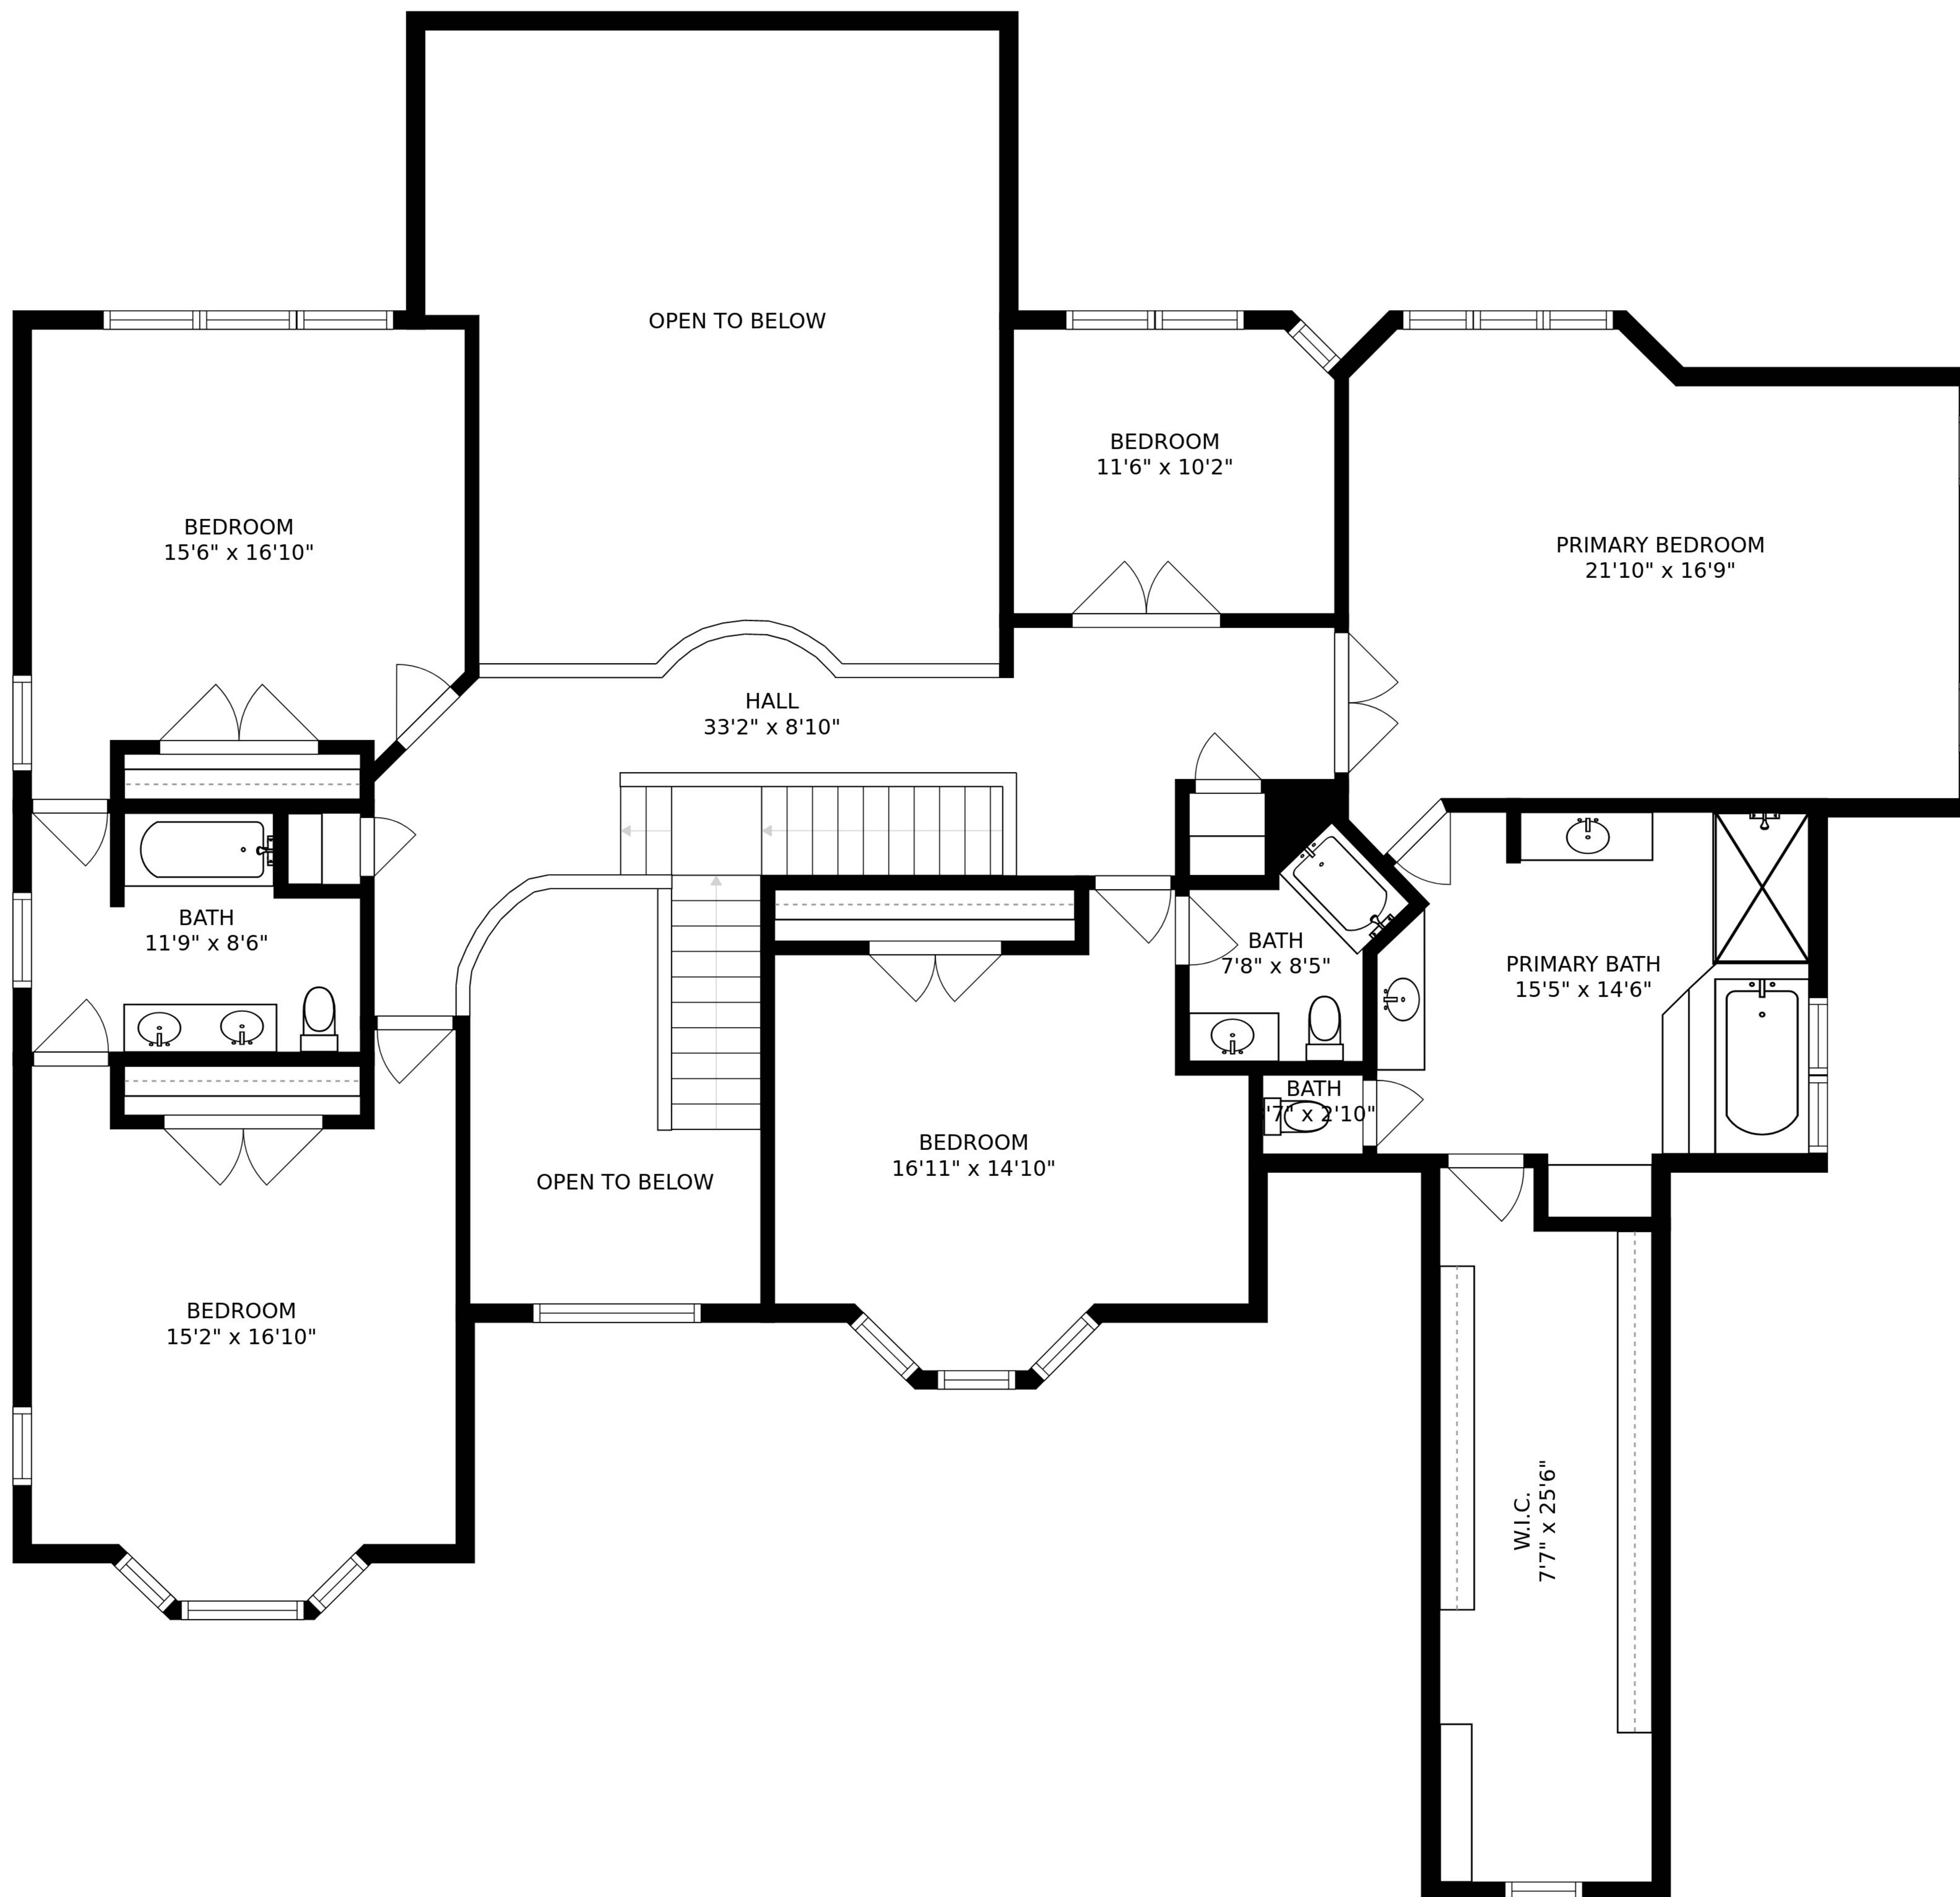 OPEN TO BELOW
BEDROOM
11'6" x 10'2"
BEDROOM
15'6" x 16'10"
PRIMARY BEDROOM
21'10" x 16'9"
HALL
33'2" x 8'10"
BATH
11'9" x 8'6"
BATH
7'8" x 8'5"
PRIMARY BATH
15'5" x 14'6"
BATH
'7" x 2'10"
BEDROOM
16'11" x 14'10"
OPEN TO BELOW
BEDROOM
15'2" x 16'10"
W.I.C.
7'7" x 25'6"